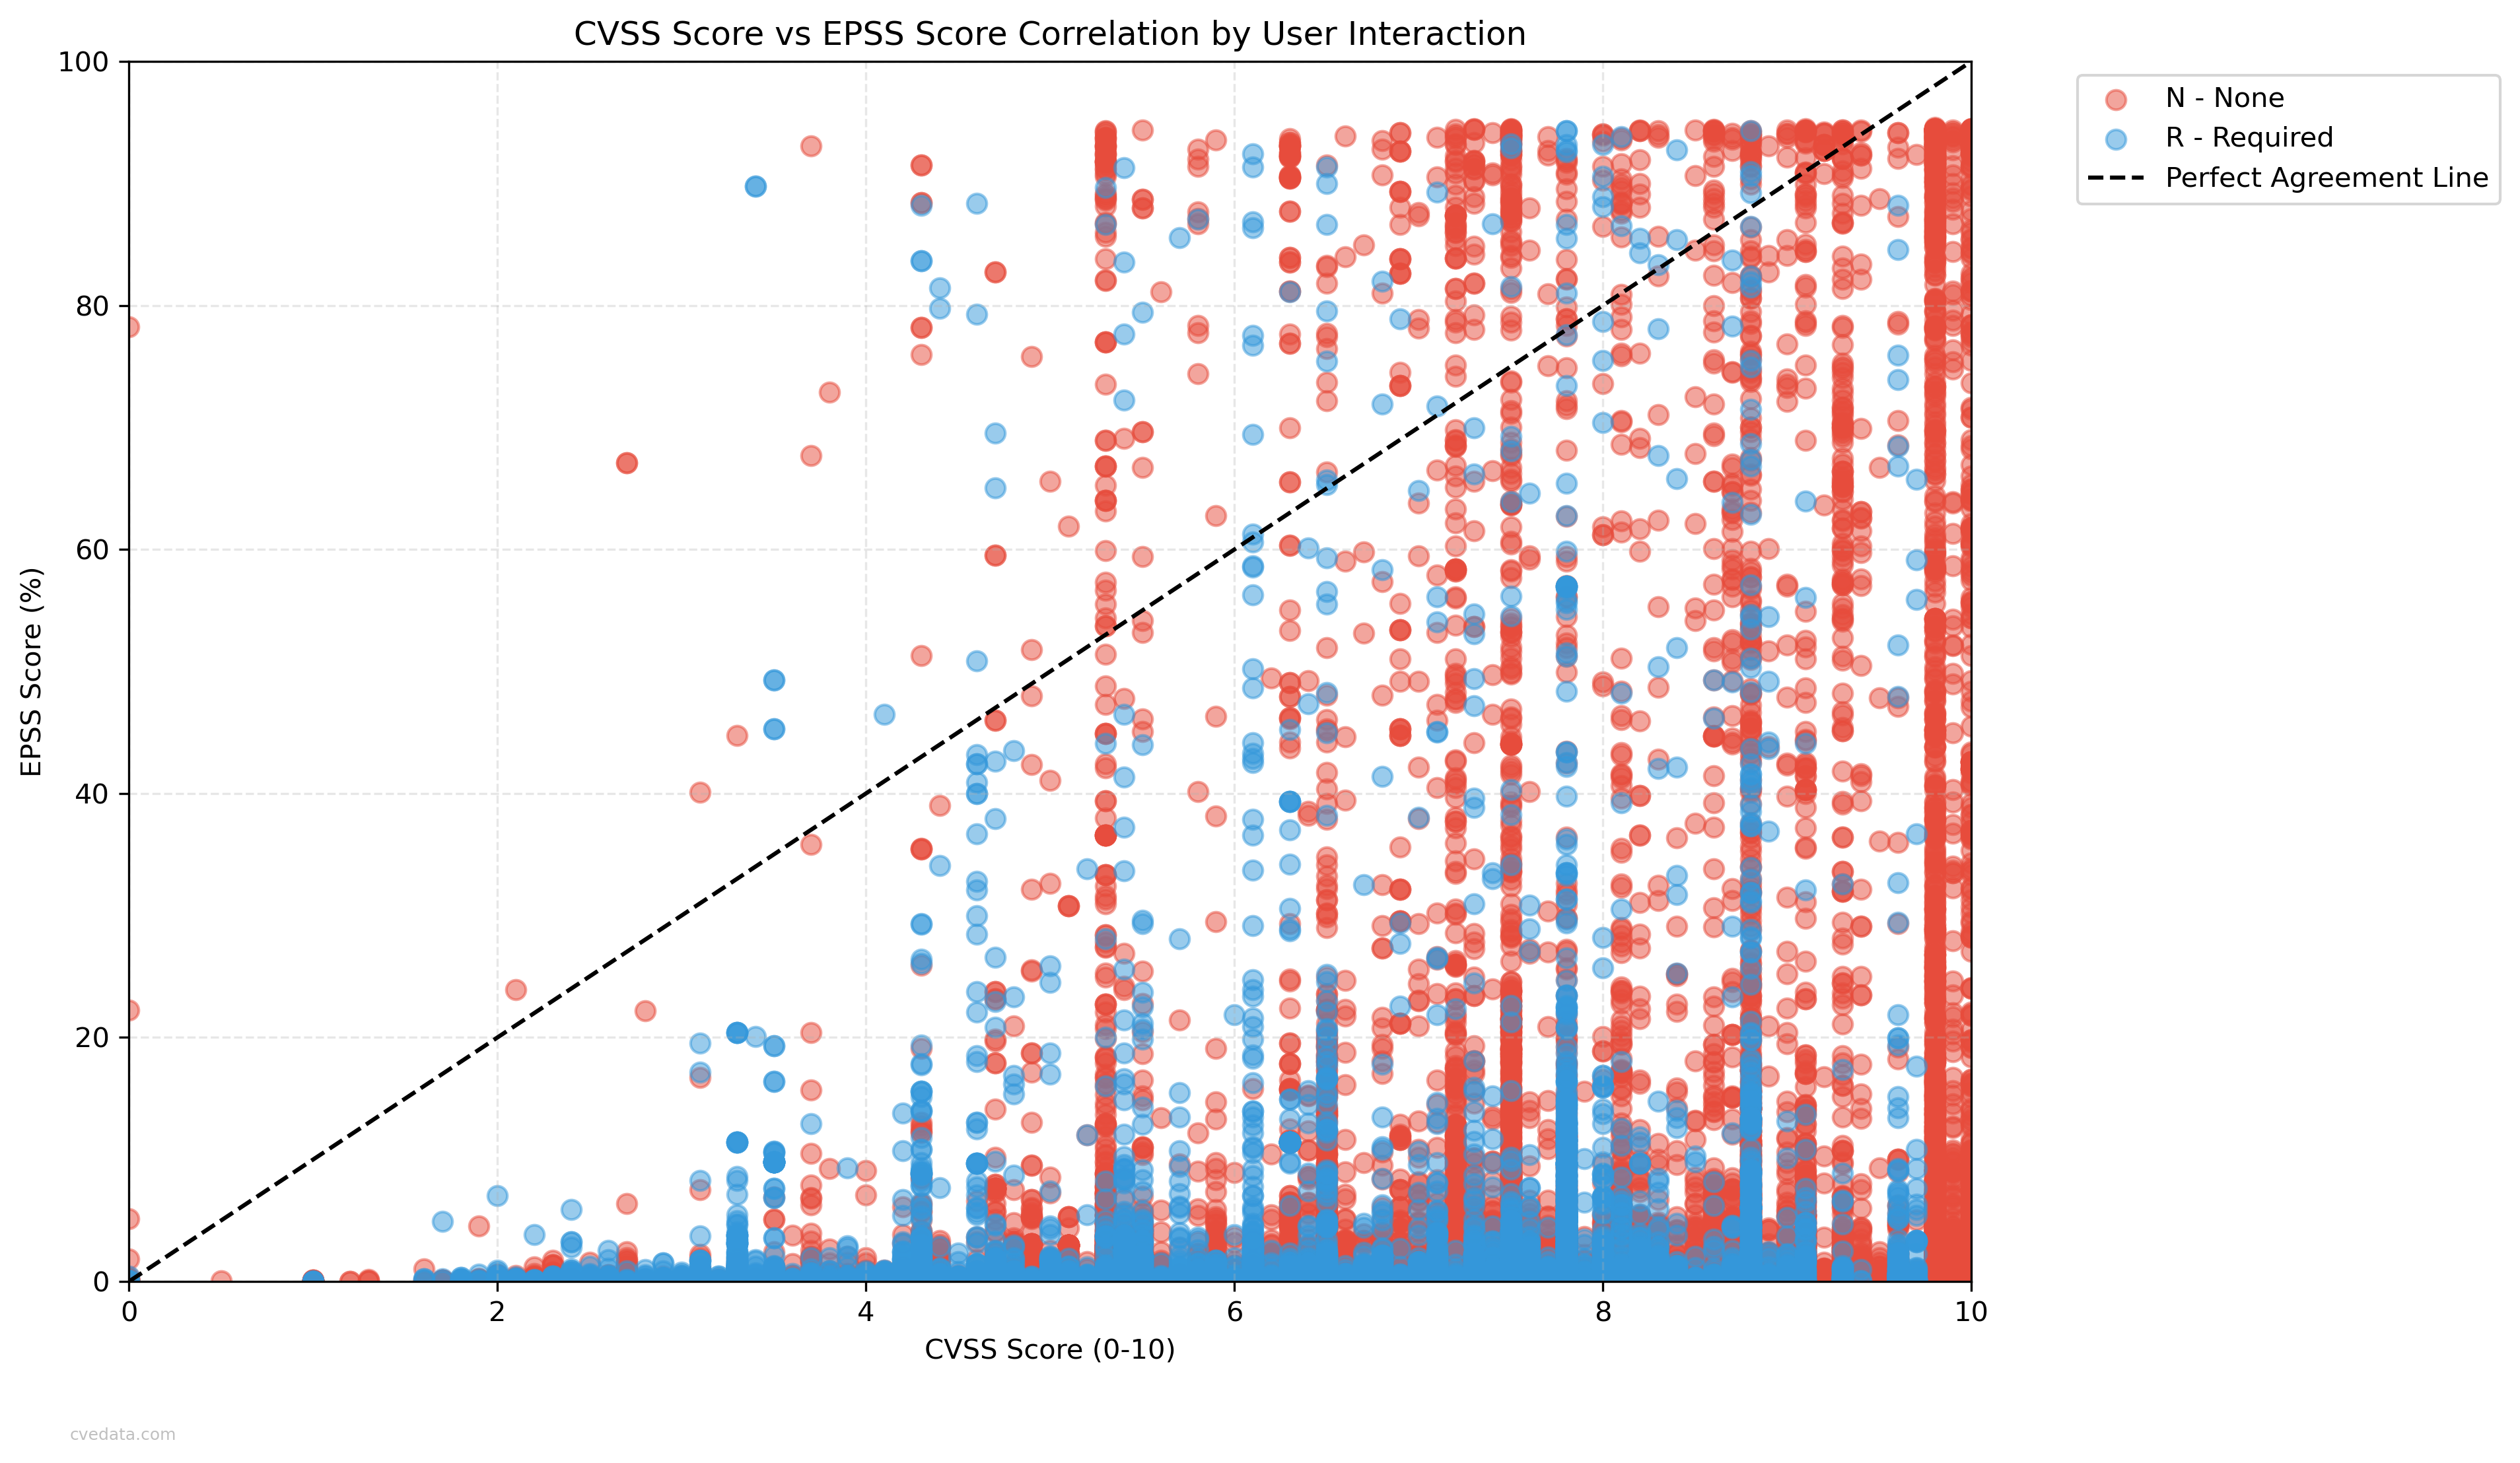 CVSS Score vs EPSS Score Correlation by User Interaction
100
80
60
40
20
0
EPSS Score (%)
0 2 4 6 8 10
CVSS Score (0-10)
N - None
R - Required
Perfect Agreement Line
cvedata.com